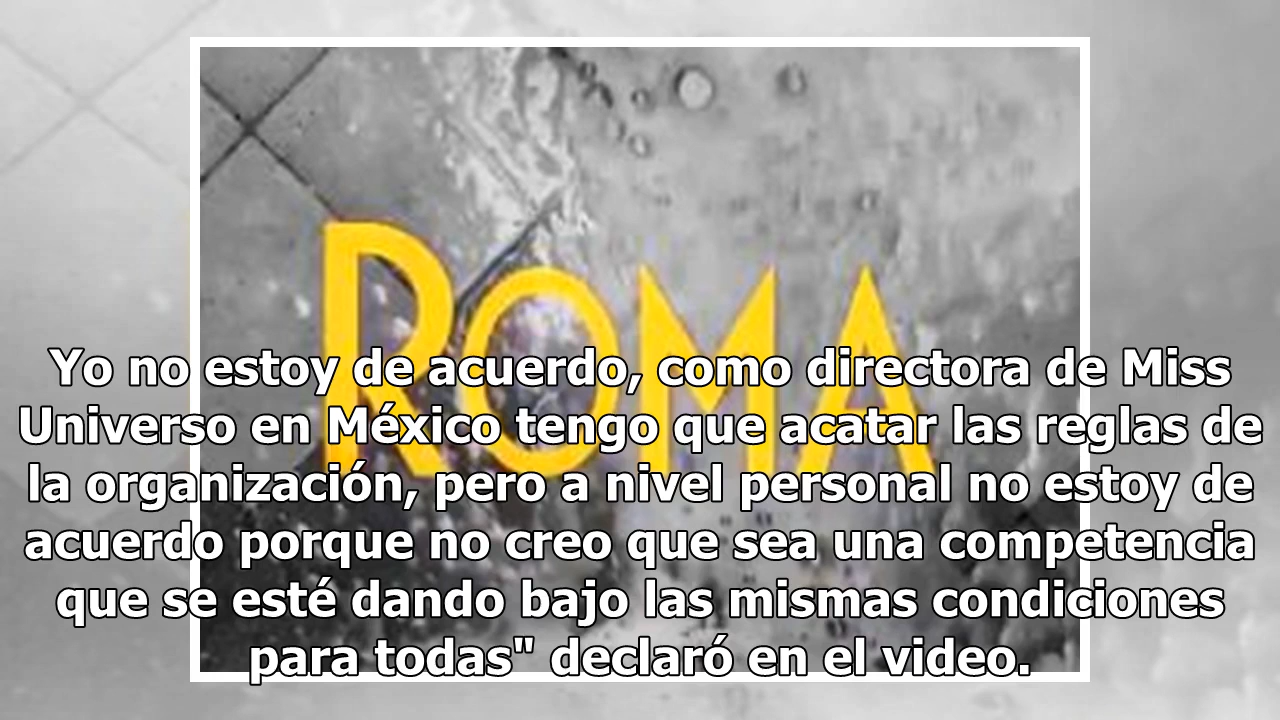 ROMA
Yo no estoy de acuerdo, como directora de Miss
Universo en México tengo que acatar las reglas de
la organización, pero a nivel personal no estoy de
acuerdo porque no creo que sea una competencia
que se esté dando bajo las mismas condiciones
para todas" declaró en el video.